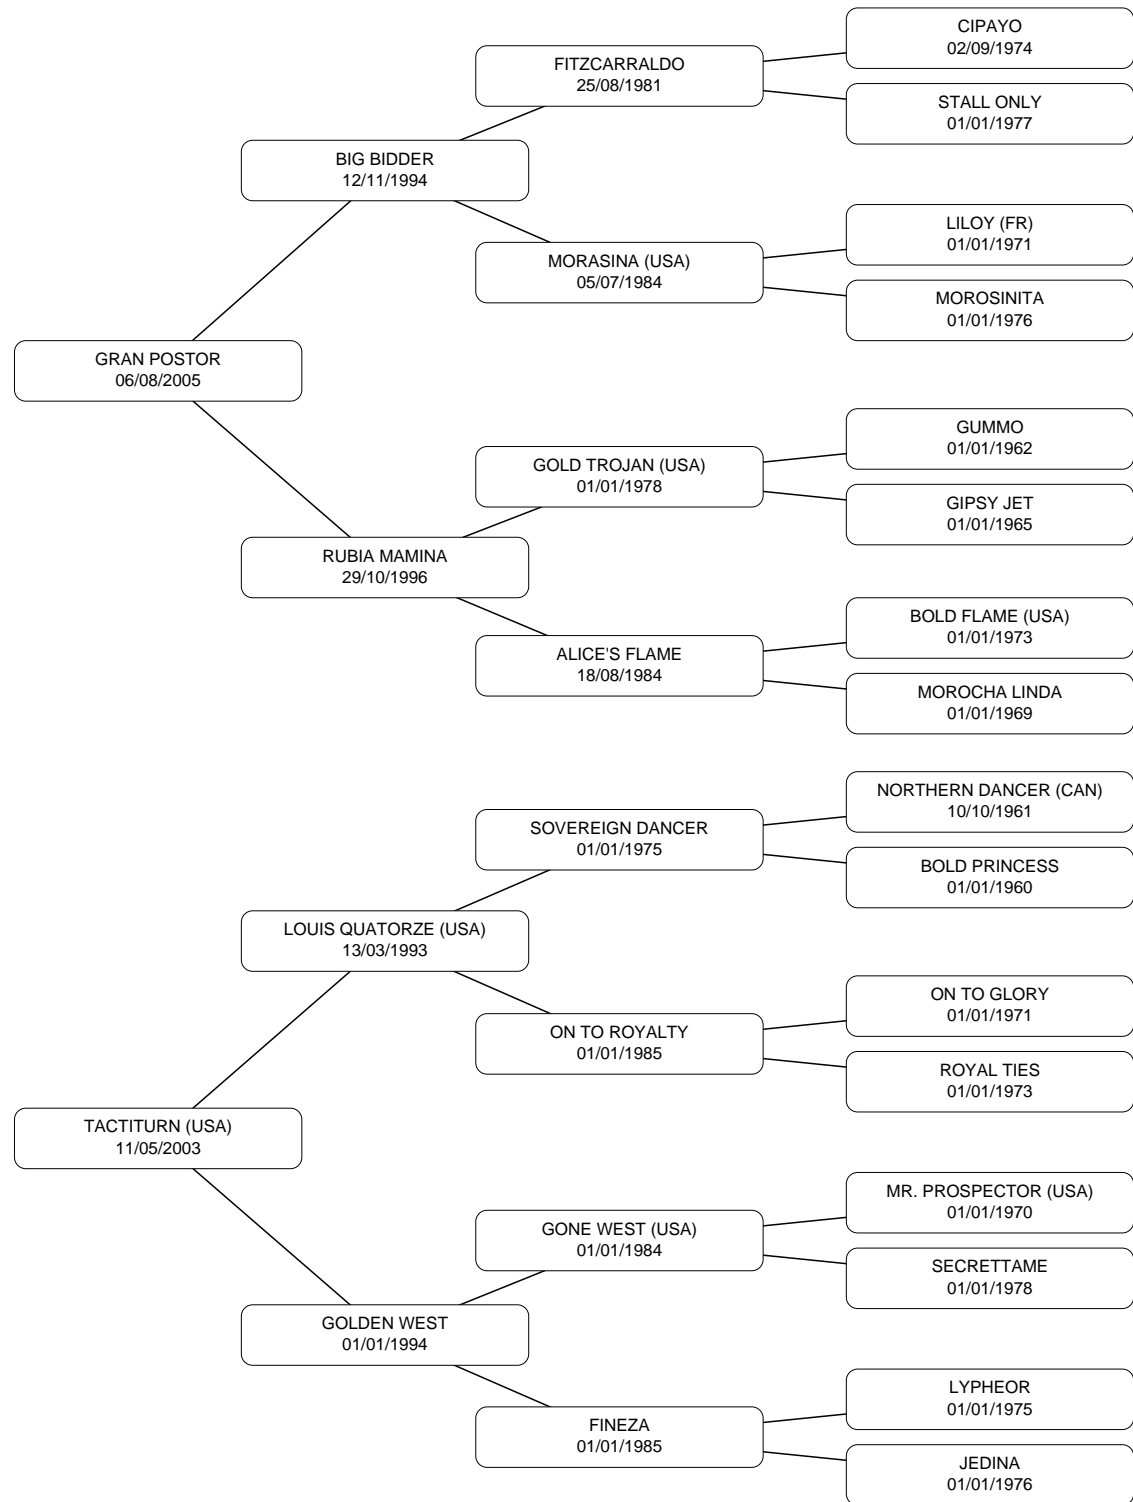 CIPAYO
02/09/1974
FITZCARRALDO
25/08/1981
STALL ONLY
01/01/1977
BIG BIDDER
12/11/1994
LILOY (FR)
01/01/1971
MORASINA (USA)
05/07/1984
MOROSINITA
01/01/1976
GRAN POSTOR
06/08/2005
GUMMO
01/01/1962
GOLD TROJAN (USA)
01/01/1978
GIPSY JET
01/01/1965
RUBIA MAMINA
29/10/1996
BOLD FLAME (USA)
01/01/1973
ALICE'S FLAME
18/08/1984
MOROCHA LINDA
01/01/1969
NORTHERN DANCER (CAN)
10/10/1961
SOVEREIGN DANCER
01/01/1975
BOLD PRINCESS
01/01/1960
LOUIS QUATORZE (USA)
13/03/1993
ON TO GLORY
01/01/1971
ON TO ROYALTY
01/01/1985
ROYAL TIES
01/01/1973
TACTITURN (USA)
11/05/2003
MR. PROSPECTOR (USA)
01/01/1970
GONE WEST (USA)
01/01/1984
SECRETTAME
01/01/1978
GOLDEN WEST
01/01/1994
LYPHEOR
01/01/1975
FINEZA
01/01/1985
JEDINA
01/01/1976